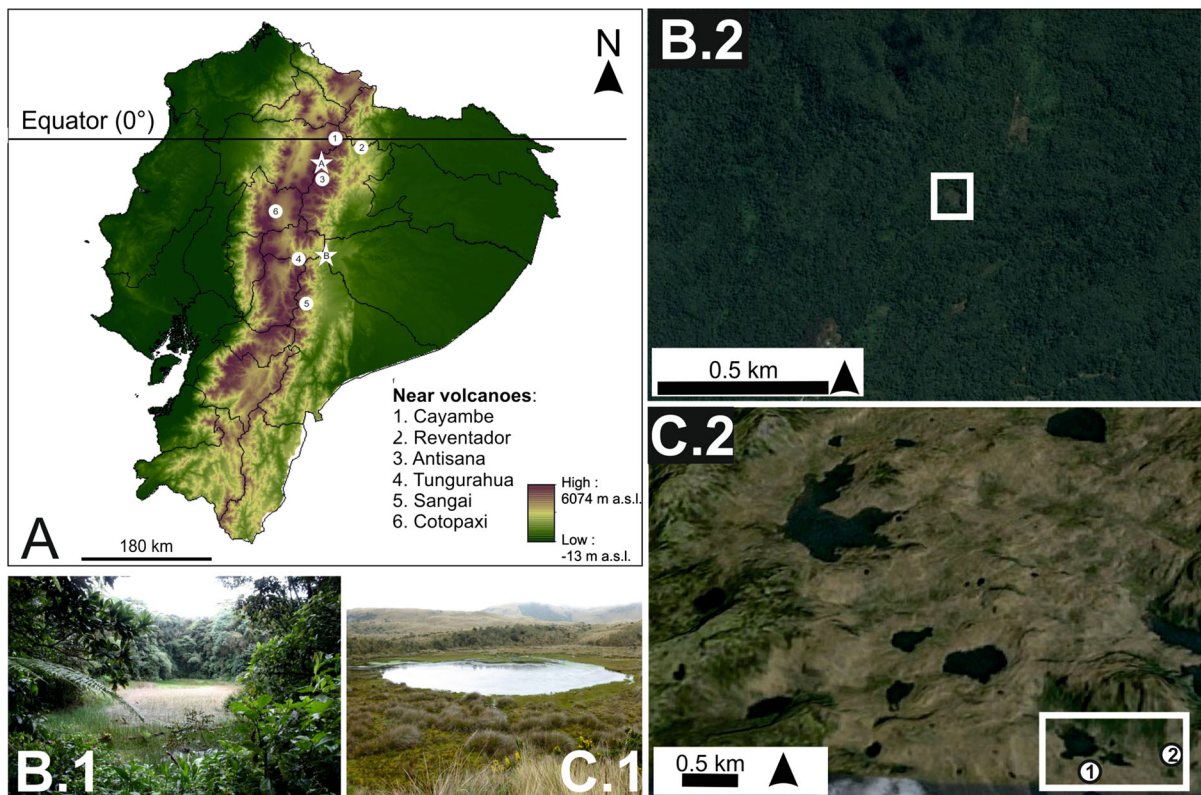 N
Equator (0°)
1
2
A
3
6
4
B
5
Near volcanoes:
1. Cayambe
2. Reventador
3. Antisana
4. Tungurahua
5. Sangai
6. Cotopaxi
High :
6074 m a.s.l.
Low :
-13 m a.s.l.
A
180 km
B.2
0.5 km
C.2
0.5 km
1
2
B.1
C.1